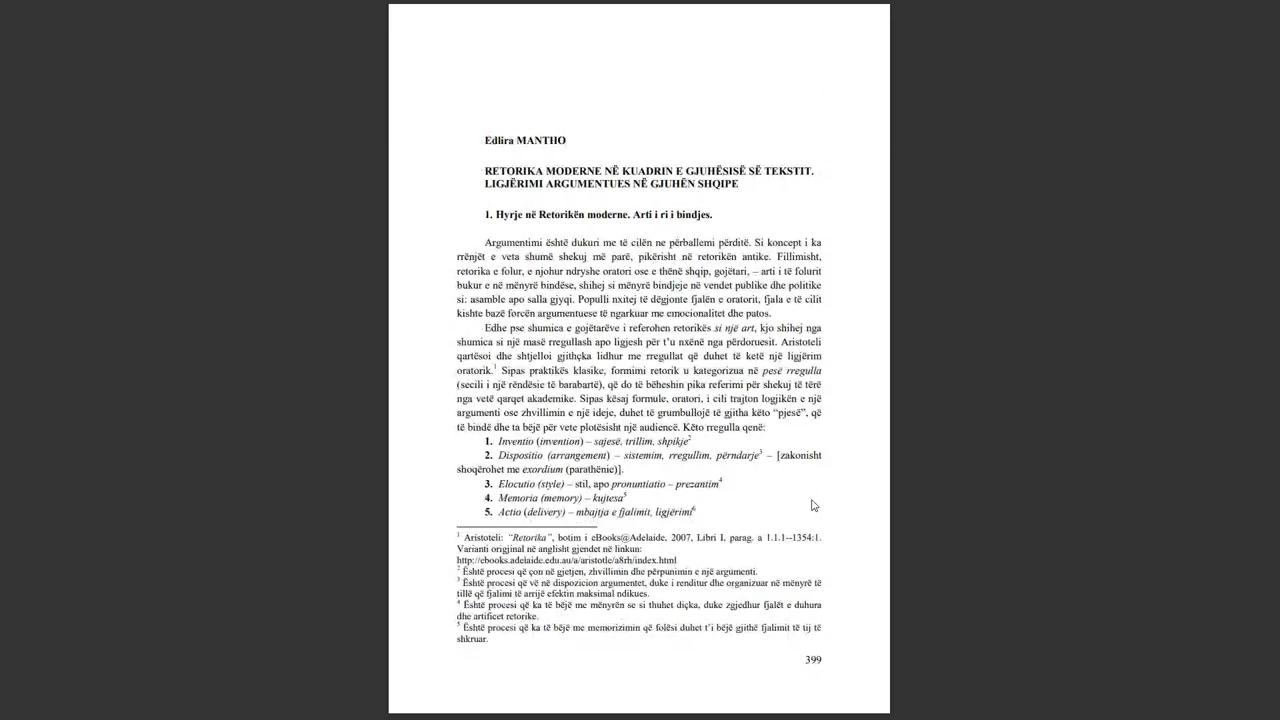 Edlira MANTHO
RETORIKA MODERNE NË KUADRIN E GJUHËSISË SË TEKSTIT.
LIGJËRIMI ARGUMENTUES NË GJUHËN SHQIPE
1. Hyrje në Retorikën moderne. Arti i ri i bindjes.
Argumentimi është dukuri me të cilën ne përballemi përditë. Si koncept i ka
rrënjët e veta shumë shekuj më parë, pikërisht në retorikën antike. Fillimisht,
retorika e folur, e njohur ndryshe oratori ose e thënë shqip, gojëtari, – arti i të folurit
bukur e në mënyrë bindëse, shihej si mënyrë bindjeje në vendet publike dhe politike
si: asamble apo salla gjyqi. Populli nxitej të dëgjonte fjalën e oratorit, fjala e të cilit
kishte bazë forcën argumentuese të ngarkuar me emocionalitet dhe patos.
Edhe pse shumica e gojëtarëve i referohen retorikës si një art, kjo shihej nga
shumica si një masë rregullash apo ligjesh për t’u nxënë nga përdoruesit. Aristoteli
qartësoi dhe shtjelloi gjithçka lidhur me rregullat që duhet të ketë një ligjërim
oratorik.1 Sipas praktikës klasike, formimi retorik u kategorizua në pesë rregulla
(secili i një rëndësie të barabartë), që do të bëheshin pika referimi për shekuj të tërë
nga vetë qarqet akademike. Sipas kësaj formule, oratori, i cili trajton logjikën e një
argumenti ose zhvillimin e një ideje, duhet të grumbullojë të gjitha këto “pjesë”, që
të bindë dhe ta bëjë për vete plotësisht një audiencë. Këto rregulla qenë:
1. Inventio (invention) – sajesë, trillim, shpikje2
2. Dispositio (arrangement) – sistemim, rregullim, përndarje3 – [zakonisht
shoqërohet me exordium (parathënie)].
3. Elocutio (style) – stil, apo pronuntiatio – prezantim4
4. Memoria (memory) – kujtesa5
5. Actio (delivery) – mbajtja e fjalimit, ligjërimi6
1 Aristoteli: “Retorika”, botim i eBooks@Adelaide, 2007, Libri I, parag. a 1.1.1--1354:1.
Varianti origjinal në anglisht gjendet në linkun:
http://ebooks.adelaide.edu.au/a/aristotle/a8rh/index.html
2 Është procesi që çon në gjetjen, zhvillimin dhe përpunimin e një argumenti.
3 Është procesi që vë në dispozicion argumentet, duke i renditur dhe organizuar në mënyrë të
tillë që fjalimi të arrijë efektin maksimal ndikues.
4 Është procesi që ka të bëjë me mënyrën se si thuhet diçka, duke zgjedhur fjalët e duhura
dhe artificet retorike.
5 Është procesi që ka të bëjë me memorizimin që folësi duhet t’i bëjë gjithë fjalimit të tij të
shkruar.
399